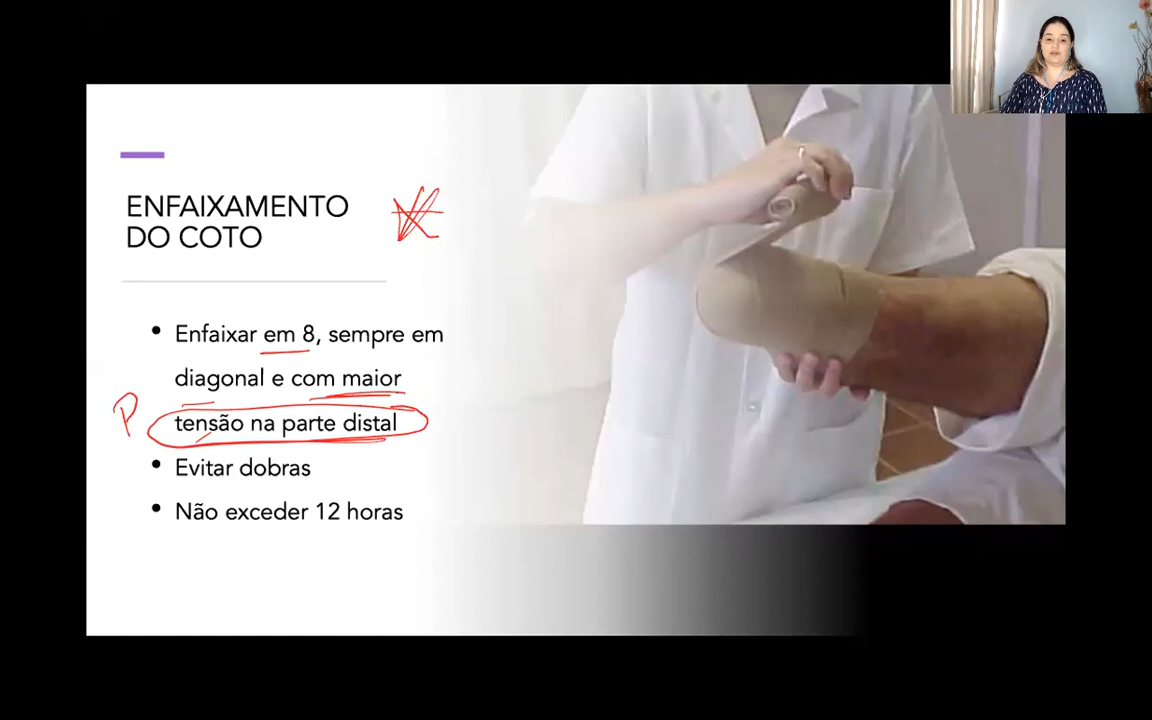 ENFAIXAMENTO
DO COTO
• Enfaixar em 8, sempre em
diagonal e com maior
P
tensão na parte distal
• Evitar dobras
• Não exceder 12 horas